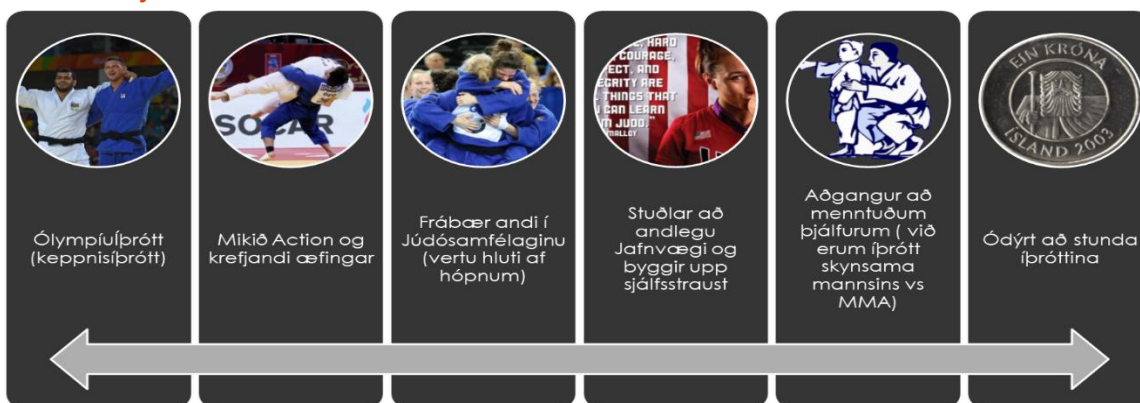 Ólympíuíþrótt
(keppnisíþrótt)
Mikið Action og
krefjandi æfingar
Frábær andi í
Júdósamfélaginu
(vertu hluti af
hópnum)
HARD
COURAGE,
PECT, AND
EGRITY ARE
THINGS THAT
CAN LEARN
M JUDO."
MALLOY
Stuðlar að
andlegu
Jafnvægi og
byggir upp
sjálfsstraust
Aðgangur að
menntuðum
þjálfurum ( við
erum íþrótt
skynsama
mannsins vs
MMA)
EIN KRÓNA
ÍSLAND 2003
Ódýrt að stunda
íþróttina
SOCAR